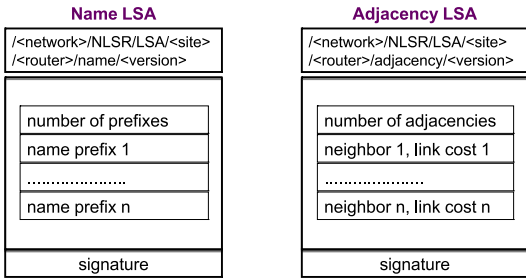 Name LSA
/<network>/NLSR/LSA/<site>
/<router>/name/<version>
number of prefixes
name prefix 1
.....................
name prefix n
signature
Adjacency LSA
/<network>/NLSR/LSA/<site>
/<router>/adjacency/<version>
number of adjacencies
neighbor 1, link cost 1
.....................
neighbor n, link cost n
signature